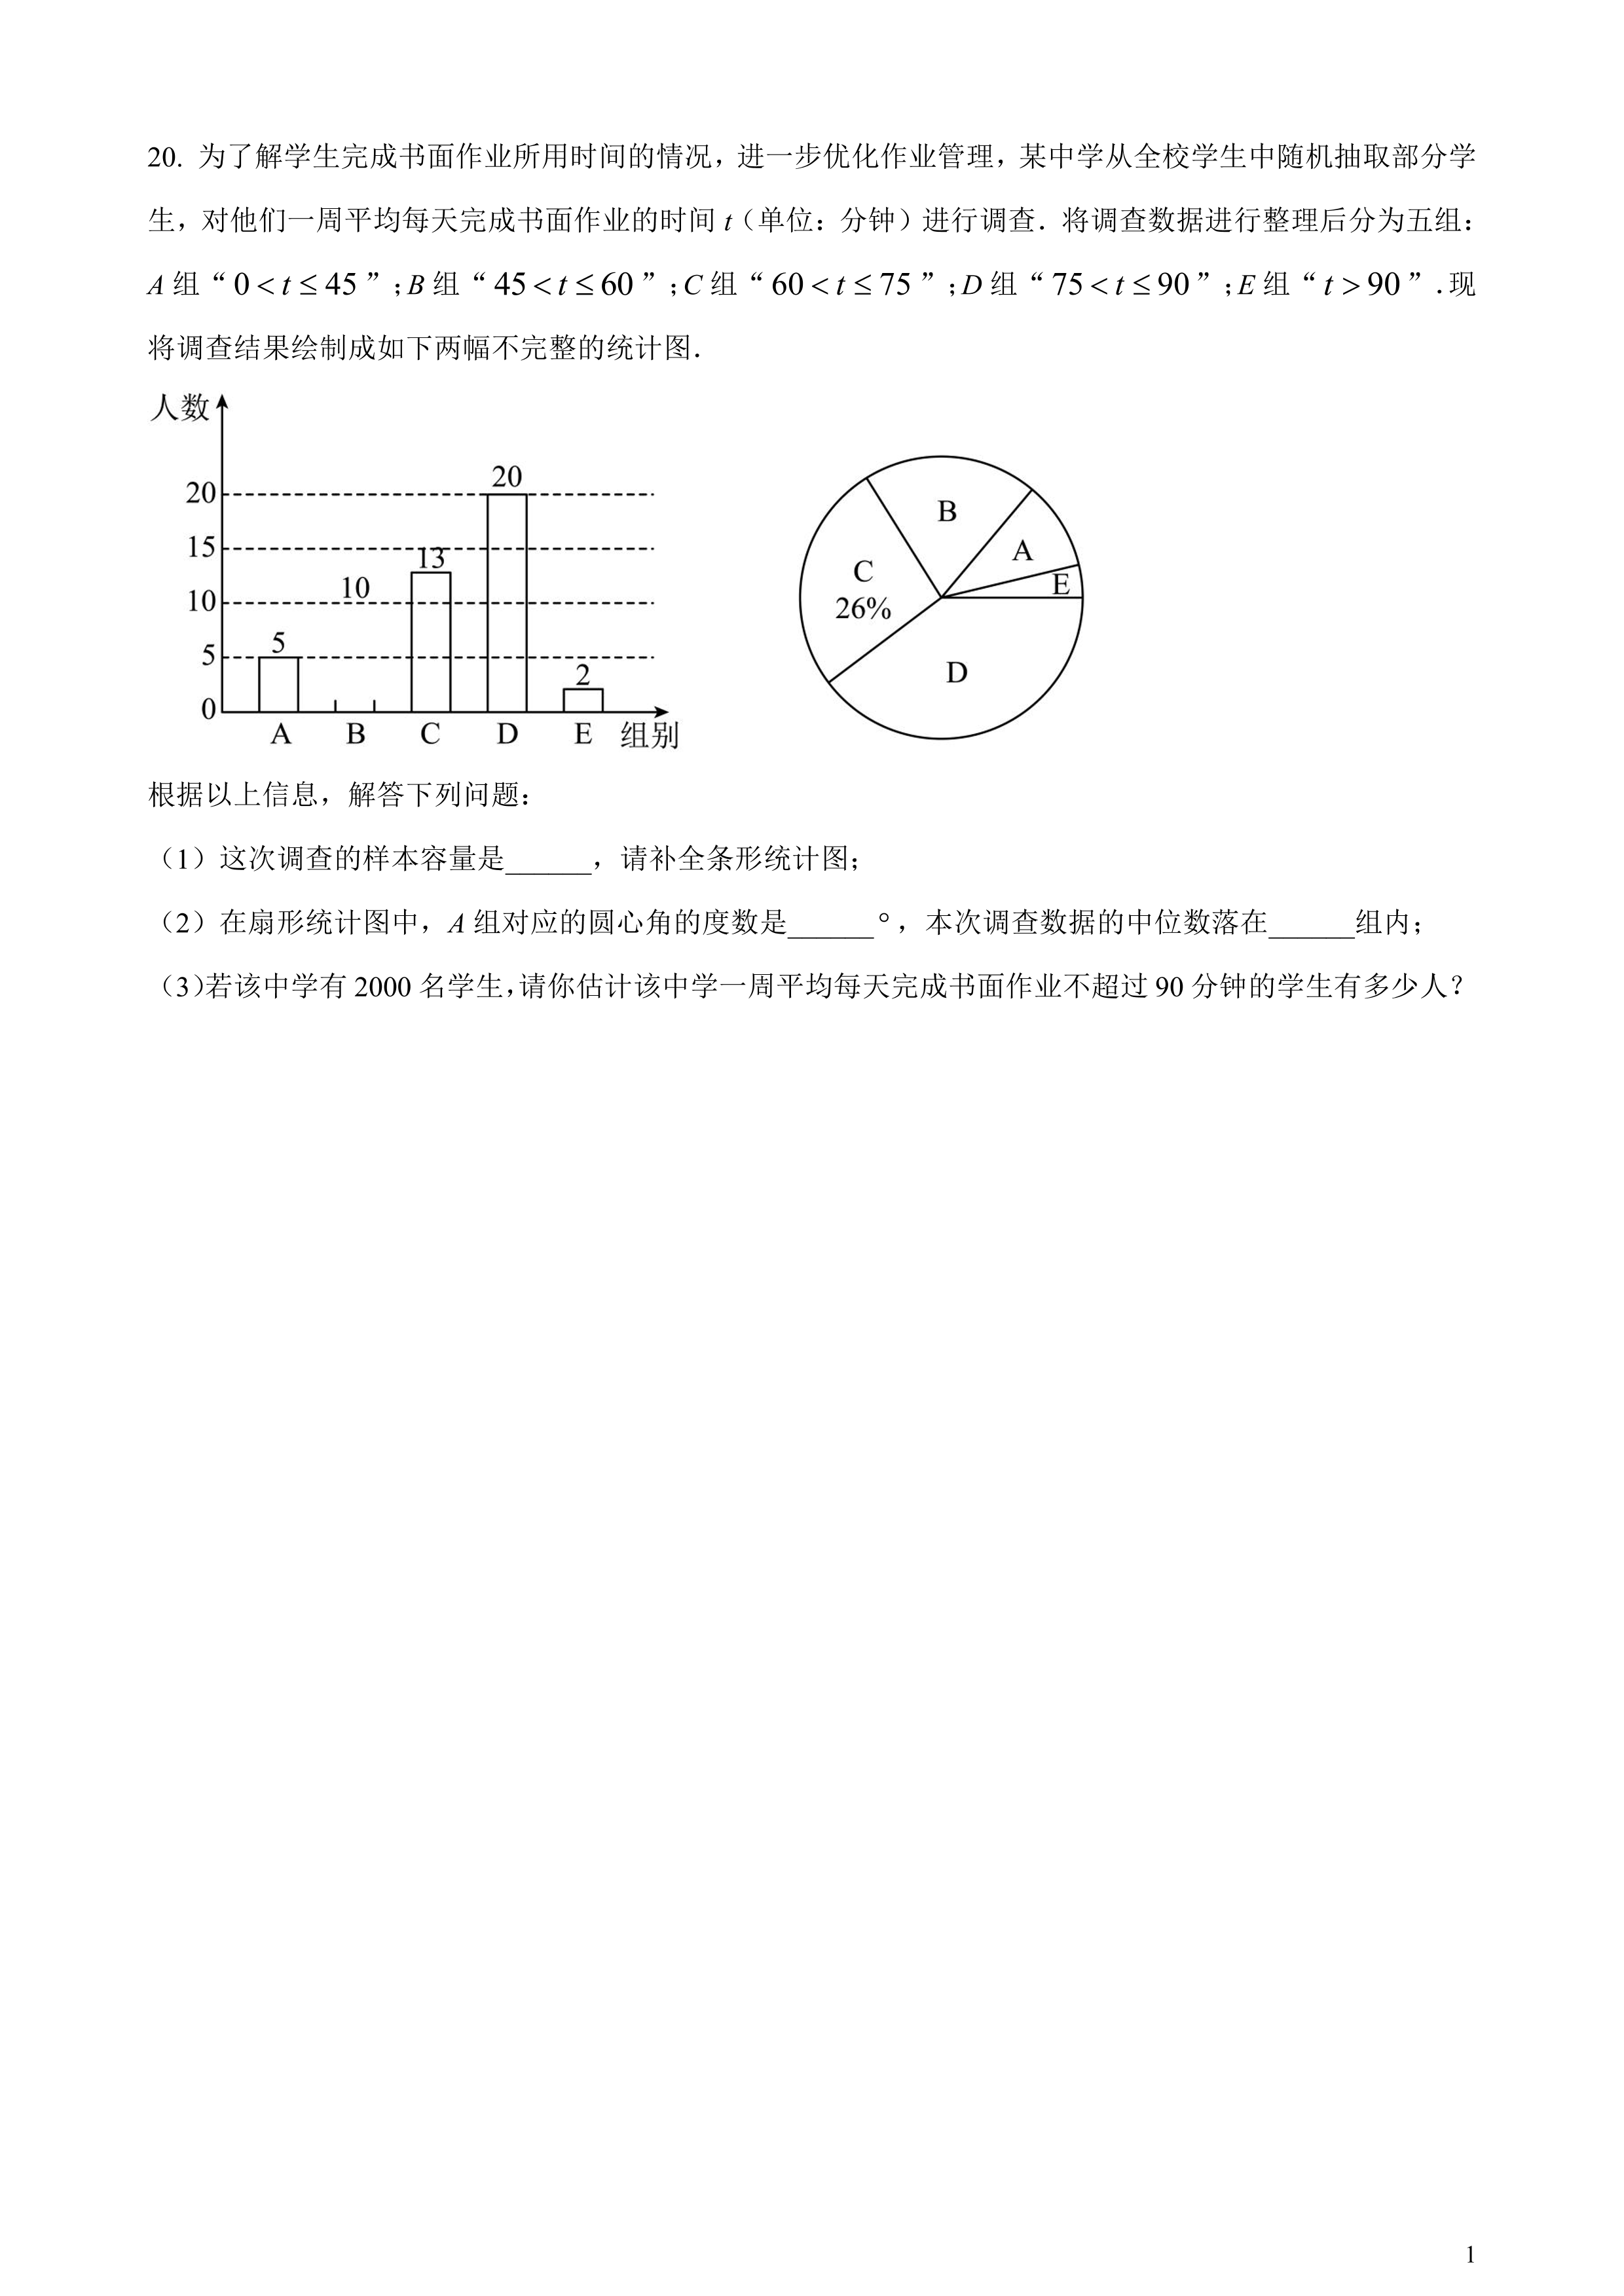 20. 为了解学生完成书面作业所用时间的情况，进一步优化作业管理，某中学从全校学生中随机抽取部分学
生，对他们一周平均每天完成书面作业的时间 t（单位：分钟）进行调查．将调查数据进行整理后分为五组：
A 组“0 < t ≤ 45”；B 组“45 < t ≤ 60”；C 组“60 < t ≤ 75”；D 组“75 < t ≤ 90”；E 组“t > 90”．现
将调查结果绘制成如下两幅不完整的统计图．
人数
20
20
15
13
10
10
5
5
2
0
A B C D E 组别
B
A
E
C
26%
D
根据以上信息，解答下列问题：
（1）这次调查的样本容量是______，请补全条形统计图；
（2）在扇形统计图中，A 组对应的圆心角的度数是______°，本次调查数据的中位数落在______组内；
（3）若该中学有 2000 名学生，请你估计该中学一周平均每天完成书面作业不超过 90 分钟的学生有多少人？
1